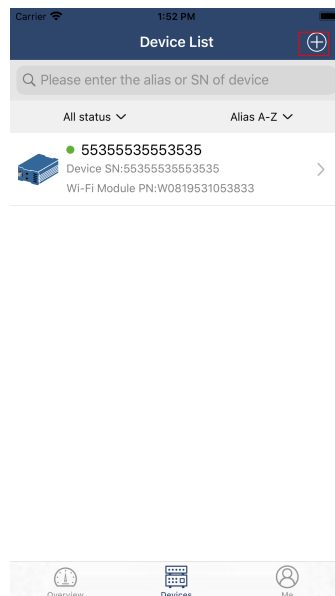 Carrier 1:52 PM
Device List
Please enter the alias or SN of device
All status Alias A-Z
55355535553535
Device SN:55355535553535
Wi-Fi Module PN:W0819531053833
Overview Devices Me